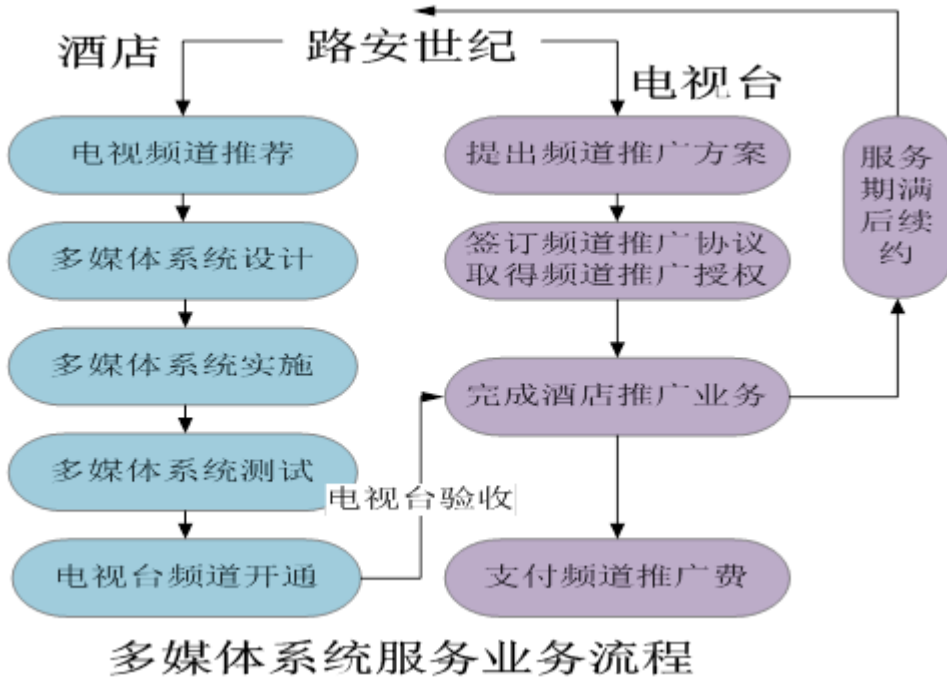 酒店
路安世纪
电视台
电视频道推荐
多媒体系统设计
多媒体系统实施
多媒体系统测试
电视台频道开通
电视台验收
提出频道推广方案
签订频道推广协议
取得频道推广授权
完成酒店推广业务
支付频道推广费
服务
期满
后续
约
多媒体系统服务业务流程